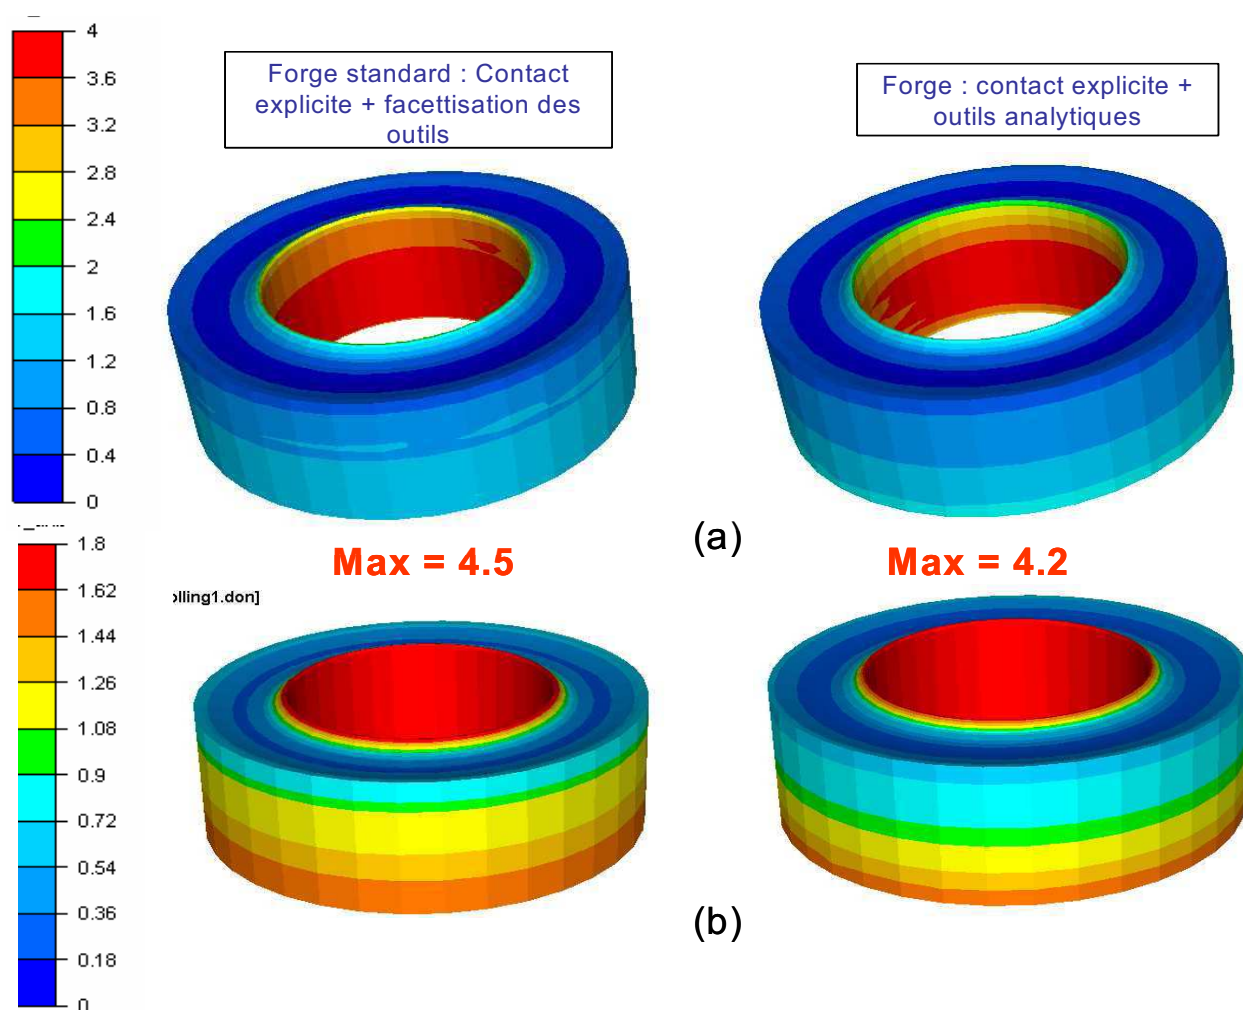 4
3.6
3.2
2.8
2.4
2
1.6
1.2
0.8
0.4
0
Forge standard : Contact
explicite + facettisation des
outils
Forge : contact explicite +
outils analytiques
(a)
Max = 4.5
Max = 4.2
1.8
1.62
1.44
1.26
1.08
0.9
0.72
0.54
0.36
0.18
0
olling1.don]
(b)